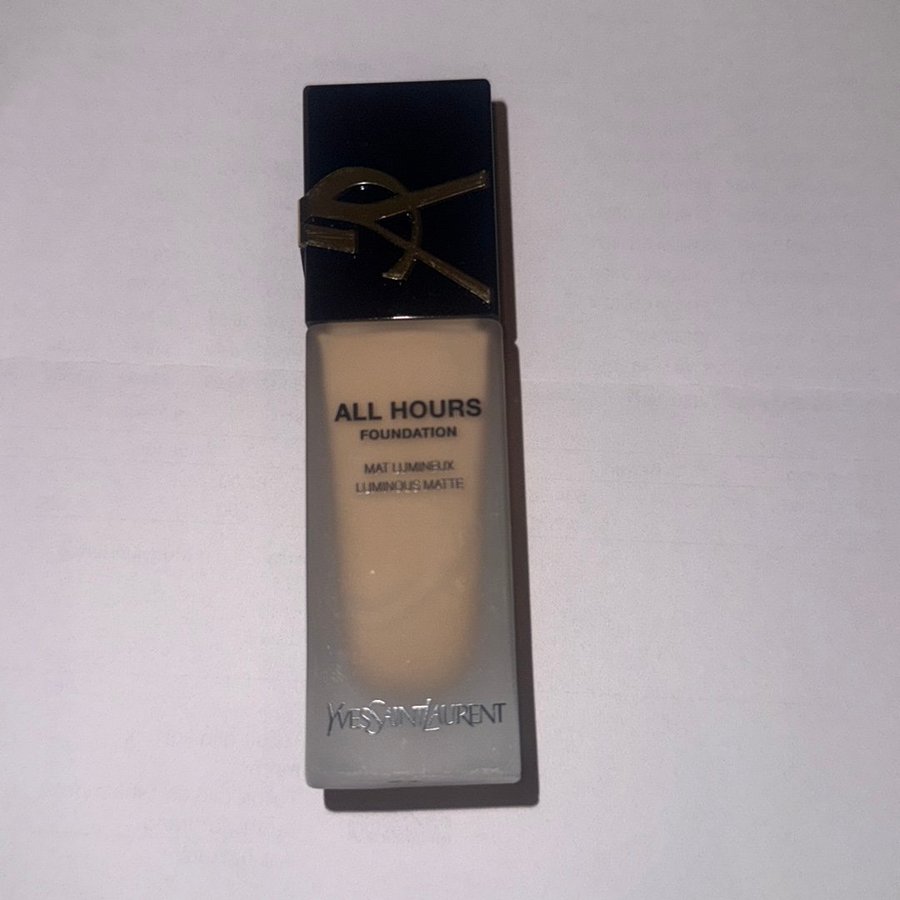 ALL HOURS
FOUNDATION
MAT LUMINEUX
LUMINOUS MATTE
YVESSAINTLAURENT